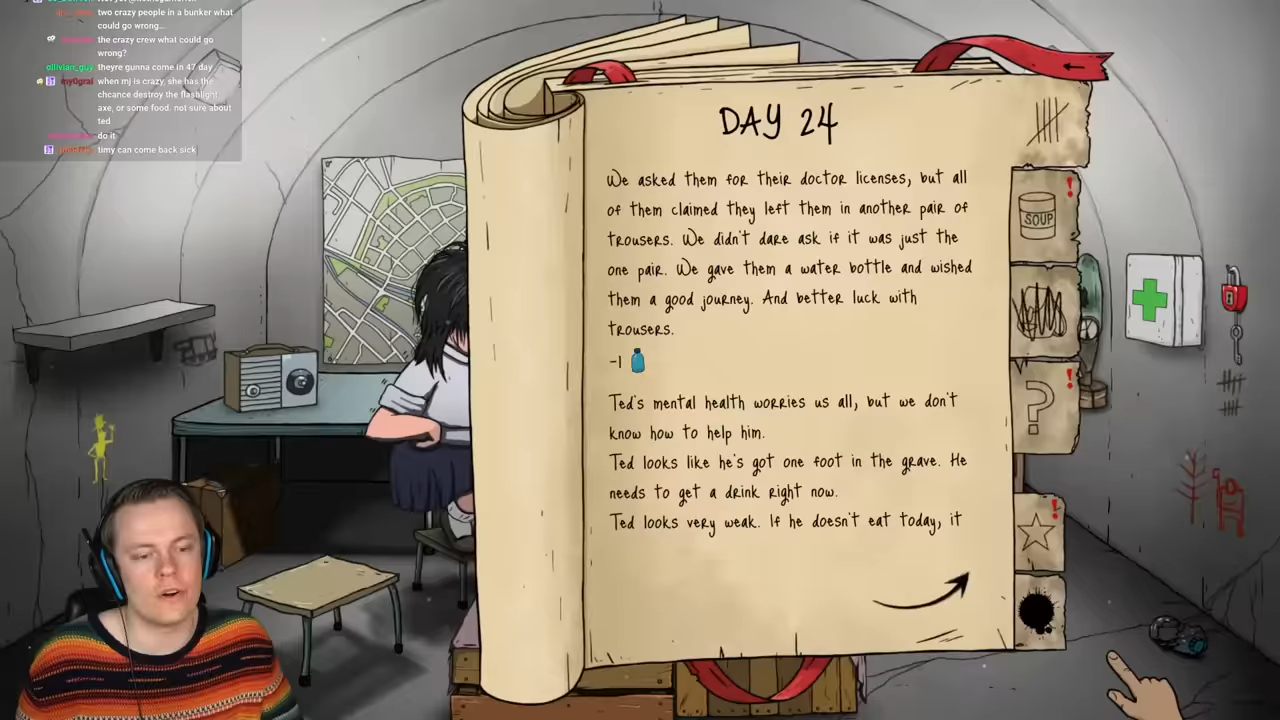 two crazy people in a bunker what
could go wrong...
the crazy crew what could go
wrong?
ollivian_guy theyre gunna come in 47 day
when mj is crazy, she has the
chcance destroy the flashlight,
axe, or some food. not sure about
ted
do it
timy can come back sick
DAY 24
We asked them for their doctor licenses, but all
of them claimed they left them in another pair of
trousers. We didn't dare ask if it was just the
one pair. We gave them a water bottle and wished
them a good journey. And better luck with
trousers.
-1
Ted's mental health worries us all, but we don't
know how to help him.
Ted looks like he's got one foot in the grave. He
needs to get a drink right now.
Ted looks very weak. If he doesn't eat today, it
!
SOUP
!
?
!